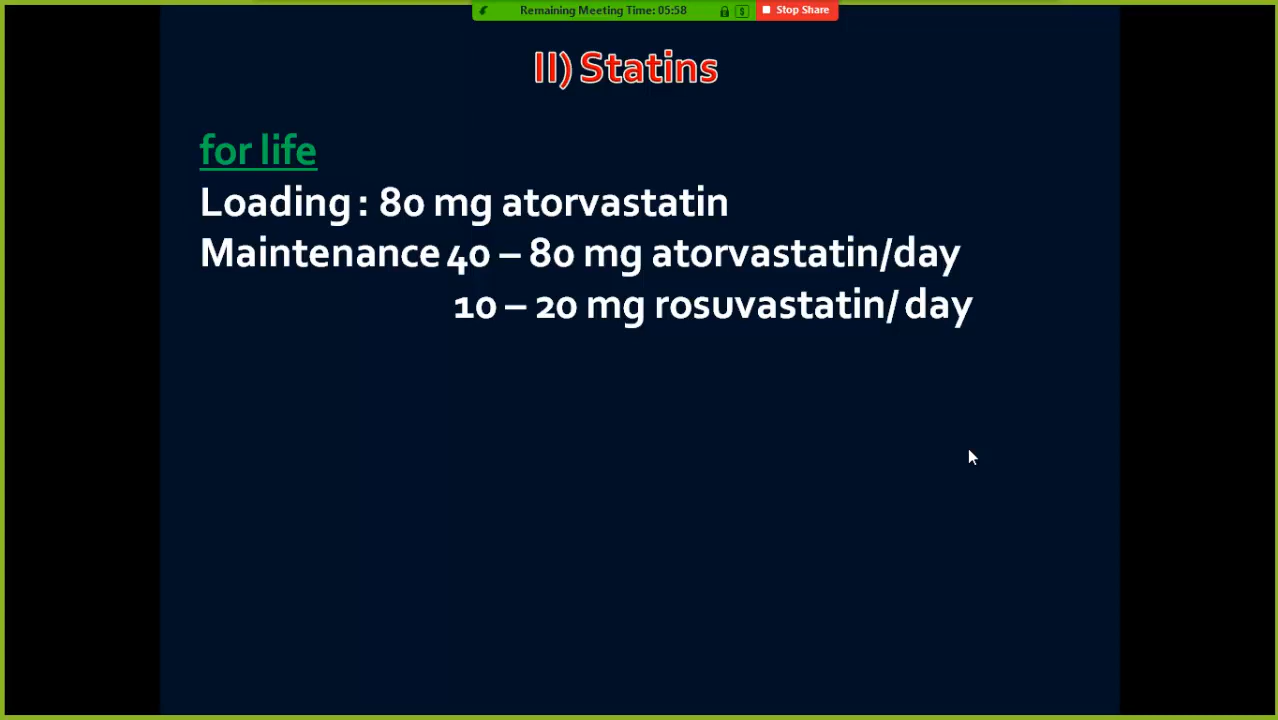 Remaining Meeting Time: 05:58
Stop Share
II) Statins
for life
Loading : 80 mg atorvastatin
Maintenance 40 – 80 mg atorvastatin/day
10 – 20 mg rosuvastatin/ day